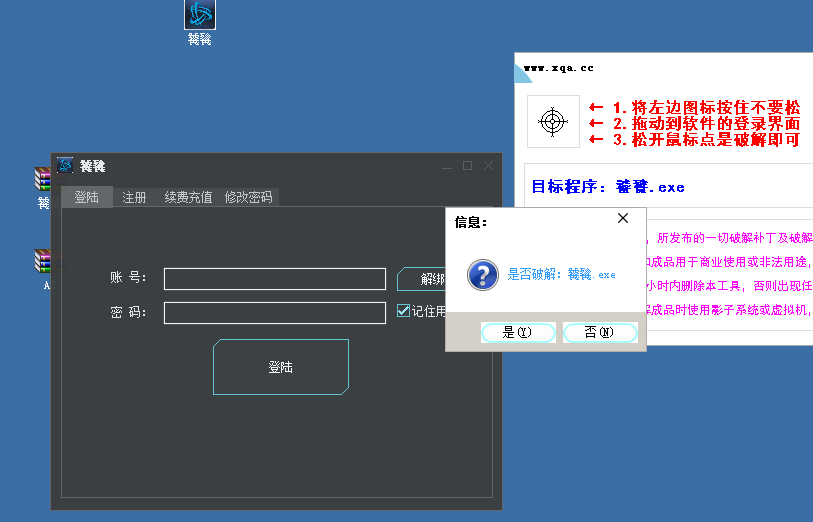 饕餮
www.xqa.cc
← 1.将左边图标按住不要松
← 2.拖动到软件的登录界面
← 3.松开鼠标点是破解即可
饕餮
登陆 注册 续费充值 修改密码
目标程序：饕餮.exe
信息：
所发布的一切破解补丁及破解
成品用于商业使用或非法用途，
小时内删除本工具，否则出现任
成品时使用影子系统或虚拟机，
账 号：
解绑
是否破解：饕餮.exe
密 码：
记住用
是(Y) 否(N)
登陆
A